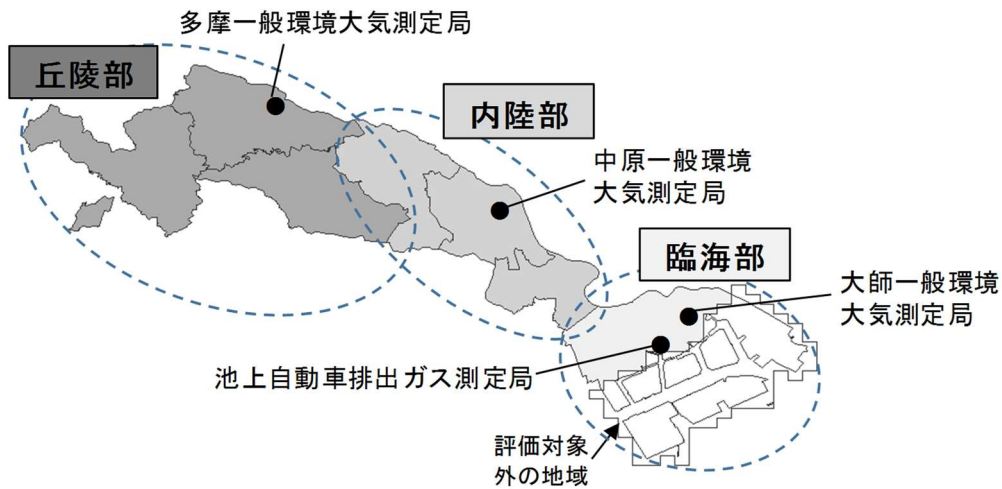 多摩一般環境大気測定局
丘陵部
内陸部
中原一般環境
大気測定局
臨海部
大師一般環境
大気測定局
池上自動車排出ガス測定局
評価対象
外の地域